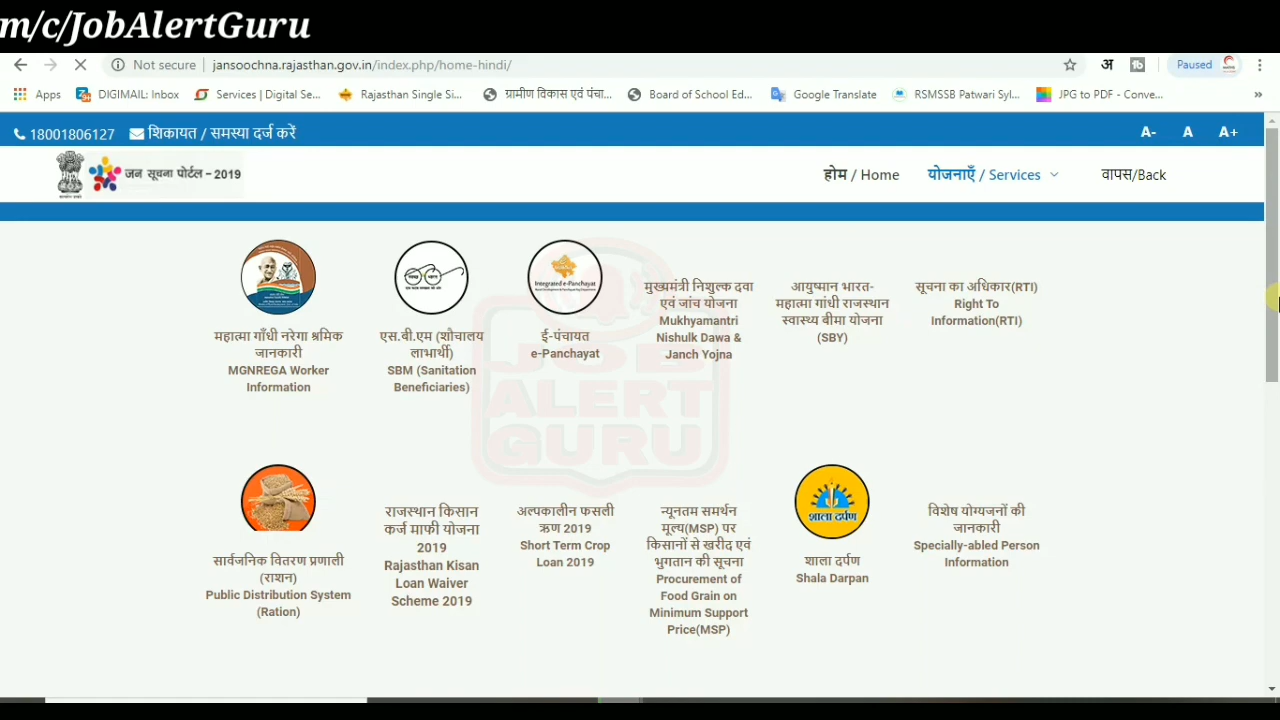 m/c/JobAlertGuru
Not secure jansoochna.rajasthan.gov.in/index.php/home-hindi/ अ Paused
Apps DIGIMAIL: Inbox Services | Digital Se... Rajasthan Single Si... ग्रामीण विकास एवं पंचा... Board of School Ed... Google Translate RSMSSB Patwari Syl... JPG to PDF - Conve... »
18001806127 शिकायत / समस्या दर्ज करें A- A A+
जन सूचना पोर्टल - 2019 होम / Home योजनाएँ / Services वापस/Back
महात्मा गाँधी नरेगा श्रमिक
जानकारी
MGNREGA Worker
Information
एस.बी.एम (शौचालय
लाभार्थी)
SBM (Sanitation
Beneficiaries)
Integrated e-Panchayat
ई-पंचायत
e-Panchayat
मुख्यमंत्री निशुल्क दवा
एवं जांच योजना
Mukhyamantri
Nishulk Dawa &
Janch Yojna
आयुष्मान भारत-
महात्मा गांधी राजस्थान
स्वास्थ्य बीमा योजना
(SBY)
सूचना का अधिकार(RTI)
Right To
Information(RTI)
JOB
ALERT
GURU
सार्वजनिक वितरण प्रणाली
(राशन)
Public Distribution System
(Ration)
राजस्थान किसान
कर्ज माफी योजना
2019
Rajasthan Kisan
Loan Waiver
Scheme 2019
अल्पकालीन फसली
ऋण 2019
Short Term Crop
Loan 2019
न्यूनतम समर्थन
मूल्य(MSP) पर
किसानों से खरीद एवं
भुगतान की सूचना
Procurement of
Food Grain on
Minimum Support
Price(MSP)
शाला दर्पण
शाला दर्पण
Shala Darpan
विशेष योग्यजनों की
जानकारी
Specially-abled Person
Information